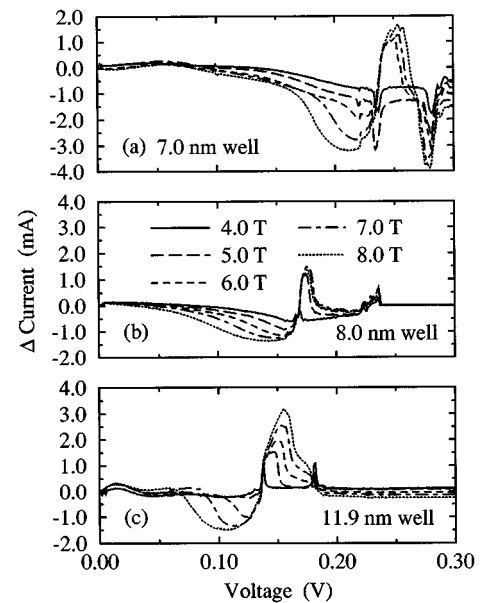 2.0
1.0
0.0
-1.0
-2.0
-3.0
-4.0
(a) 7.0 nm well
Δ Current (mA)
4.0
3.0
2.0
1.0
0.0
-1.0
-2.0
4.0 T
7.0 T
5.0 T
8.0 T
6.0 T
(b)
8.0 nm well
4.0
3.0
2.0
1.0
0.0
-1.0
-2.0
(c)
11.9 nm well
0.00
0.10
0.20
0.30
Voltage (V)